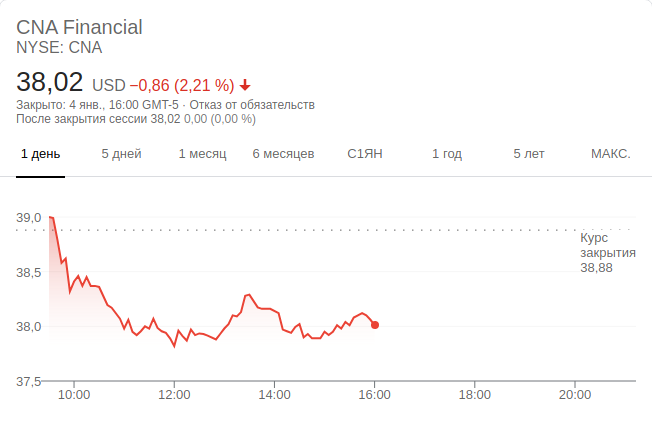 CNA Financial
NYSE: CNA
38,02 USD −0,86 (2,21 %)
Закрыто: 4 янв., 16:00 GMT-5 · Отказ от обязательств
После закрытия сессии 38,02 0,00 (0,00 %)
1 день 5 дней 1 месяц 6 месяцев С1ЯН 1 год 5 лет МАКС.
39,0
Курс
закрытия
38,88
38,5
38,0
37,5
10:00 12:00 14:00 16:00 18:00 20:00